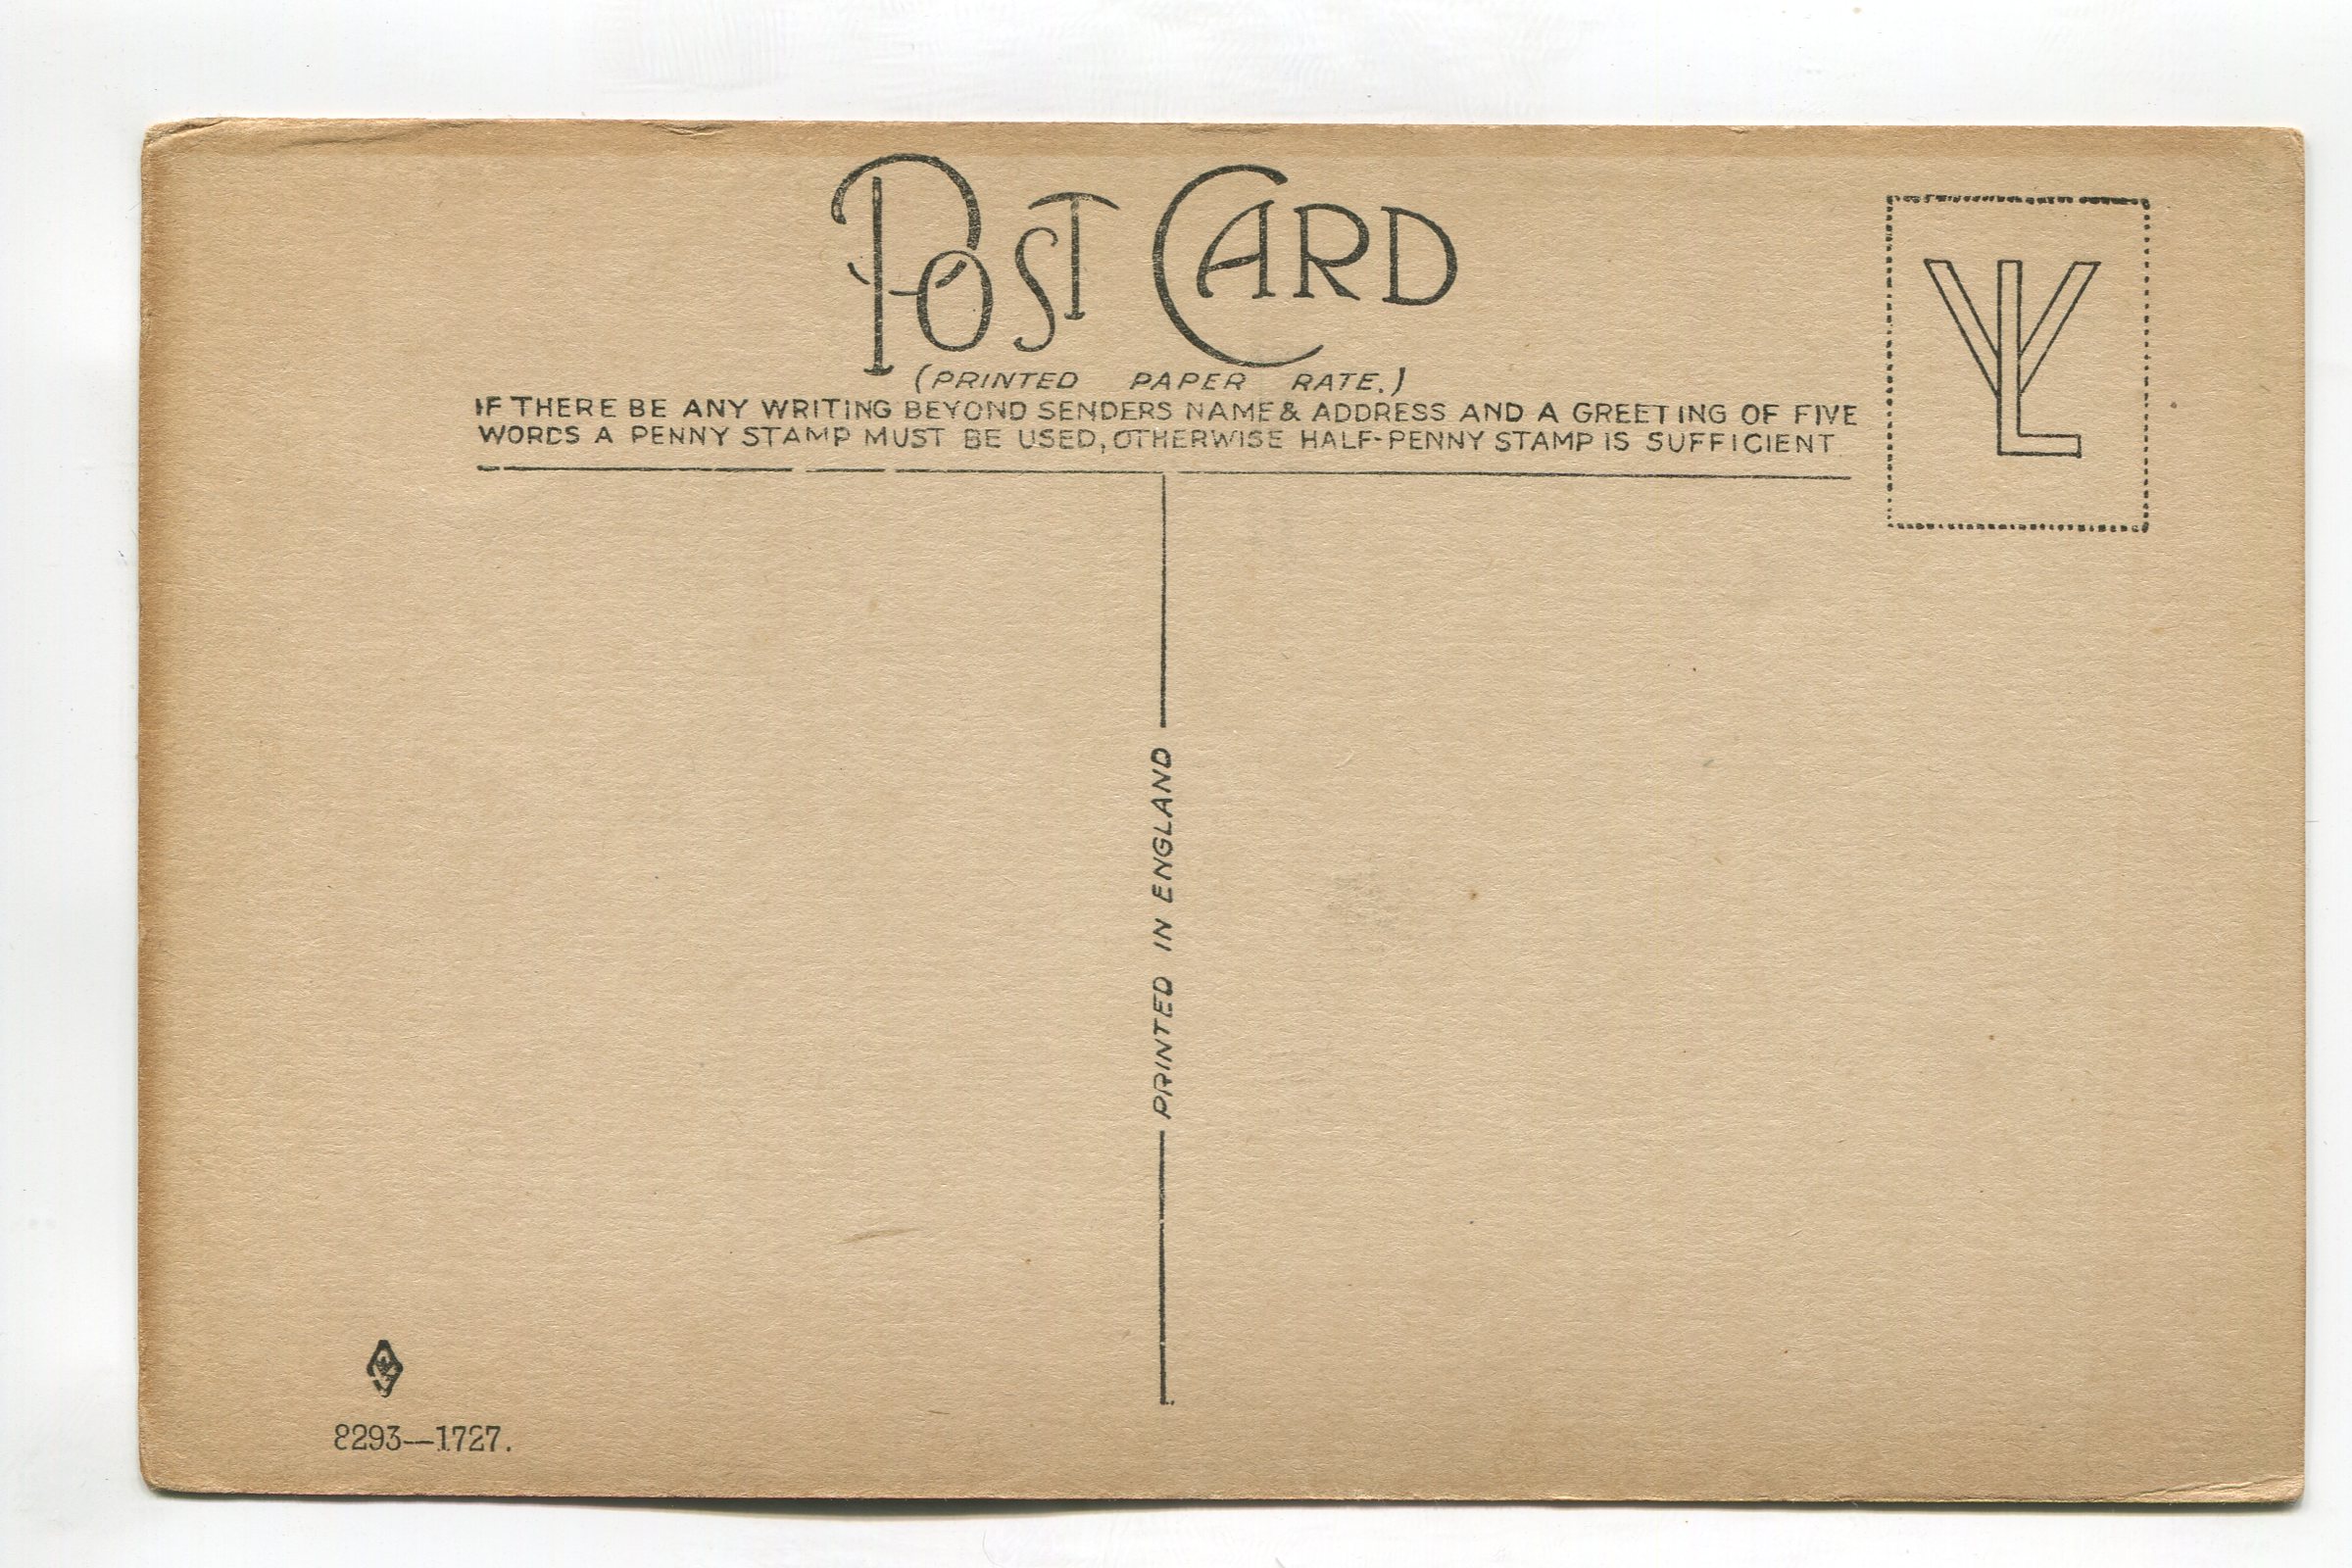 POST CARD
(PRINTED PAPER RATE.)
IF THERE BE ANY WRITING BEYOND SENDERS NAME & ADDRESS AND A GREETING OF FIVE
WORDS A PENNY STAMP MUST BE USED, OTHERWISE HALF-PENNY STAMP IS SUFFICIENT
PRINTED IN ENGLAND
8293—1727.